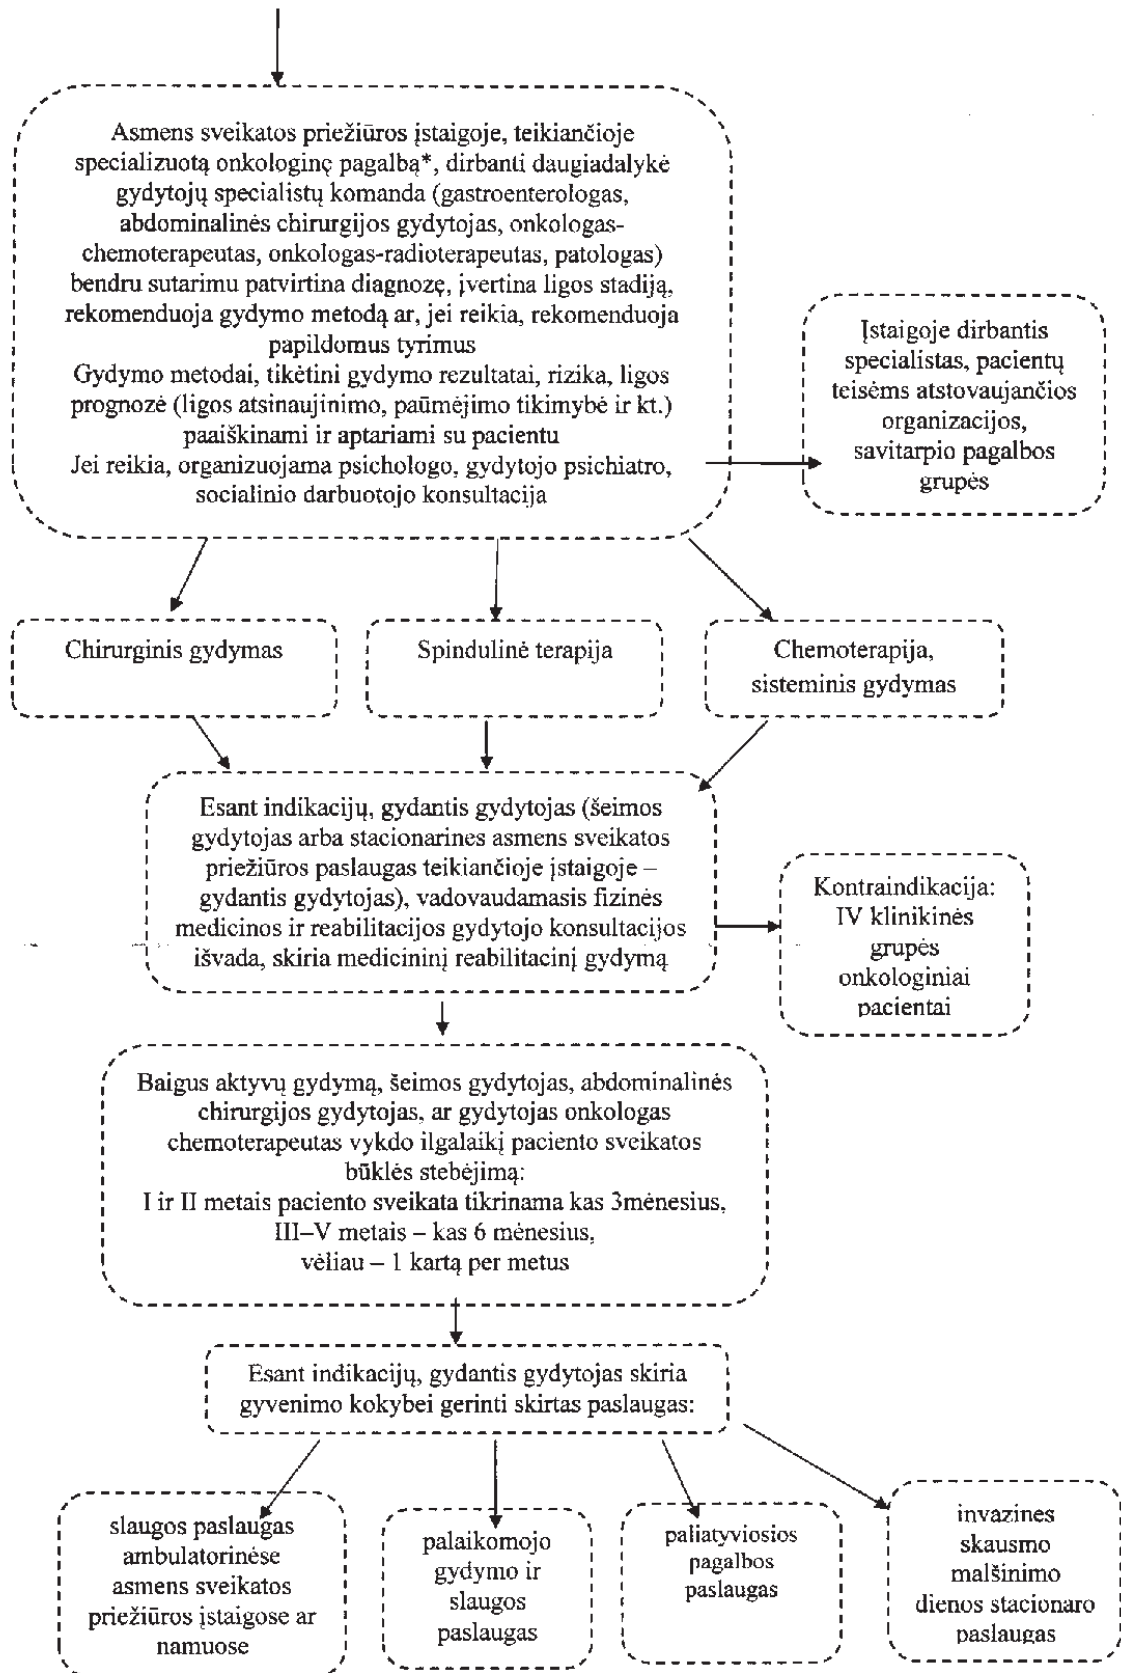 Asmens sveikatos priežiūros įstaigoje, teikiančioje
specializuotą onkologinę pagalbą*, dirbanti daugiadalykė
gydytojų specialistų komanda (gastroenterologas,
abdominalinės chirurgijos gydytojas, onkologas-
chemoterapeutas, onkologas-radioterapeutas, patologas)
bendru sutarimu patvirtina diagnozę, įvertina ligos stadiją,
rekomenduoja gydymo metodą ar, jei reikia, rekomenduoja
papildomus tyrimus
Gydymo metodai, tikėtini gydymo rezultatai, rizika, ligos
prognozė (ligos atsinaujinimo, paūmėjimo tikimybė ir kt.)
paaiškinami ir aptariami su pacientu
Jei reikia, organizuojama psichologo, gydytojo psichiatro,
socialinio darbuotojo konsultacija
Įstaigoje dirbantis
specialistas, pacientų
teisėms atstovaujančios
organizacijos,
savitarpio pagalbos
grupės
Chirurginis gydymas
Spindulinė terapija
Chemoterapija,
sisteminis gydymas
Esant indikacijų, gydantis gydytojas (šeimos
gydytojas arba stacionarines asmens sveikatos
priežiūros paslaugas teikiančioje įstaigoje –
gydantis gydytojas), vadovaudamasis fizinės
medicinos ir reabilitacijos gydytojo konsultacijos
išvada, skiria medicininį reabilitacinį gydymą
Kontraindikacija:
IV klinikinės
grupės
onkologiniai
pacientai
Baigus aktyvų gydymą, šeimos gydytojas, abdominalinės
chirurgijos gydytojas, ar gydytojas onkologas
chemoterapeutas vykdo ilgalaikį paciento sveikatos
būklės stebėjimą:
I ir II metais paciento sveikata tikrinama kas 3mėnesius,
III–V metais – kas 6 mėnesius,
vėliau – 1 kartą per metus
Esant indikacijų, gydantis gydytojas skiria
gyvenimo kokybei gerinti skirtas paslaugas:
slaugos paslaugas
ambulatorinėse
asmens sveikatos
priežiūros įstaigose ar
namuose
palaikomojo
gydymo ir
slaugos
paslaugas
paliatyviosios
pagalbos
paslaugas
invazines
skausmo
malšinimo
dienos stacionaro
paslaugas